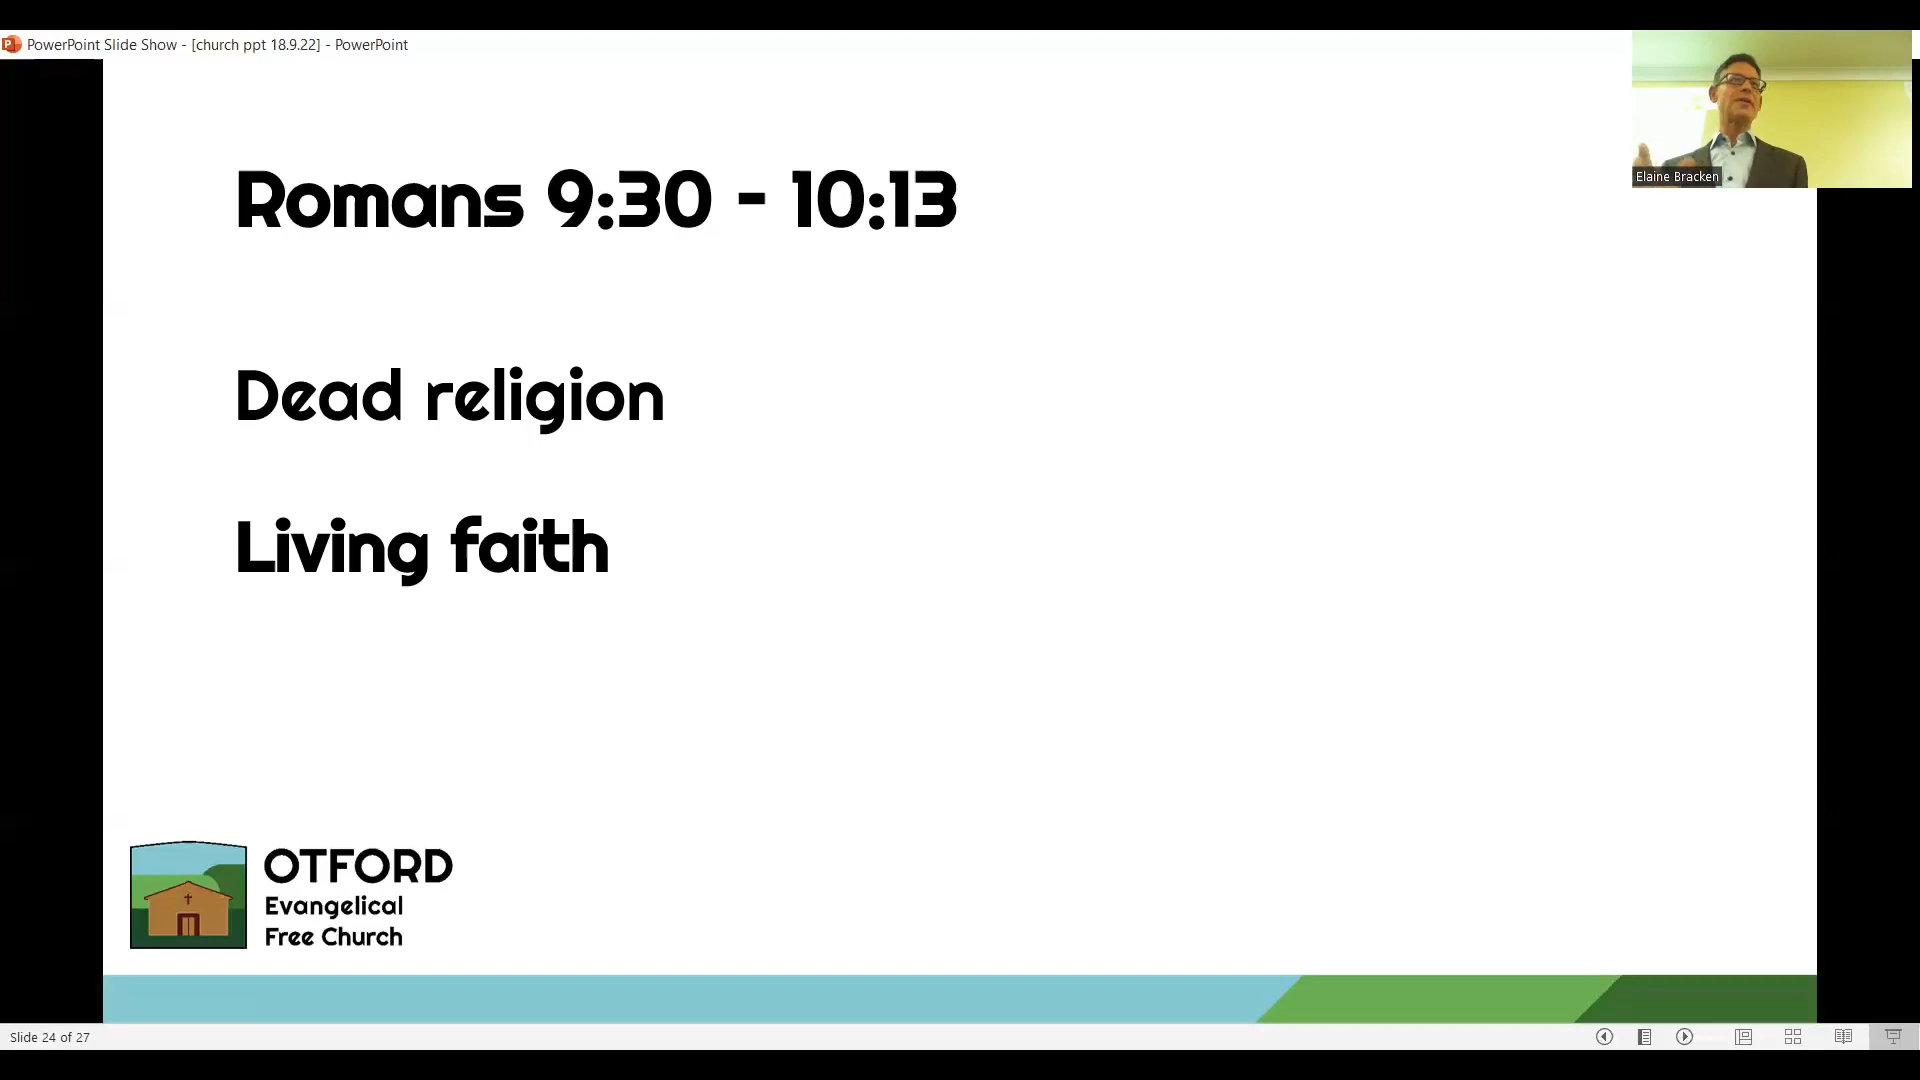 PowerPoint Slide Show - [church ppt 18.9.22] - PowerPoint
Elaine Bracken
Romans 9:30 - 10:13
Dead religion
Living faith
OTFORD
Evangelical
Free Church
Slide 24 of 27